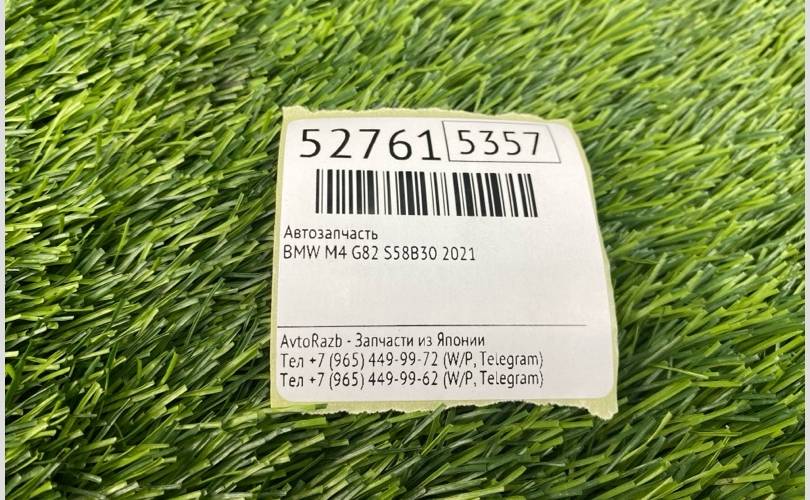 52761 5357
Автозапчасть
BMW M4 G82 S58B30 2021
AvtoRazb - Запчасти из Японии
Тел +7 (965) 449-99-72 (W/P, Telegram)
Тел +7 (965) 449-99-62 (W/P, Telegram)